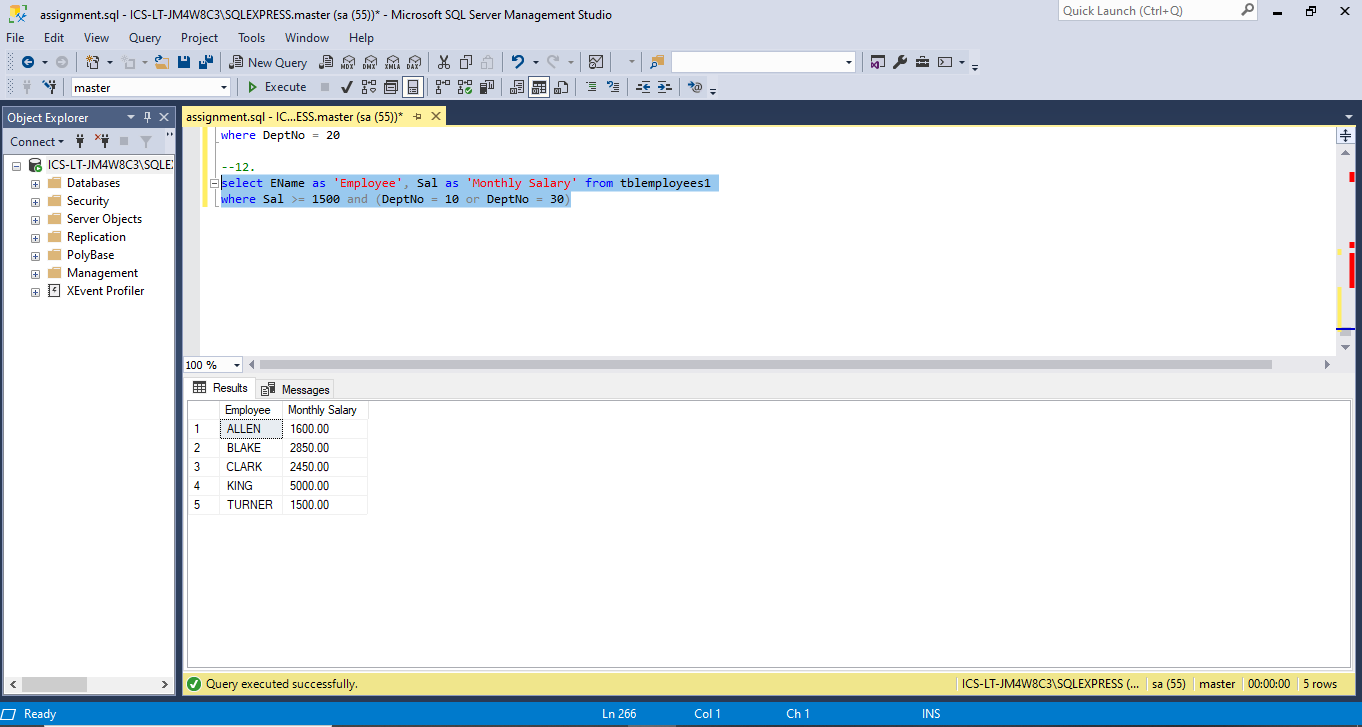 assignment.sql - ICS-LT-JM4W8C3\SQLEXPRESS.master (sa (55))* - Microsoft SQL Server Management Studio
Quick Launch (Ctrl+Q)
File Edit View Query Project Tools Window Help
New Query
MDX DMX XMLA DAX
master
Execute
Object Explorer
assignment.sql - IC...ESS.master (sa (55))*
Connect
ICS-LT-JM4W8C3\SQLE
Databases
Security
Server Objects
Replication
PolyBase
Management
XEvent Profiler
where DeptNo = 20
--12.
select EName as 'Employee', Sal as 'Monthly Salary' from tblemployees1
where Sal >= 1500 and (DeptNo = 10 or DeptNo = 30)
100 %
Results Messages
Employee Monthly Salary
1 ALLEN 1600.00
2 BLAKE 2850.00
3 CLARK 2450.00
4 KING 5000.00
5 TURNER 1500.00
Query executed successfully.
ICS-LT-JM4W8C3\SQLEXPRESS (... sa (55) master 00:00:00 5 rows
Ready Ln 266 Col 1 Ch 1 INS